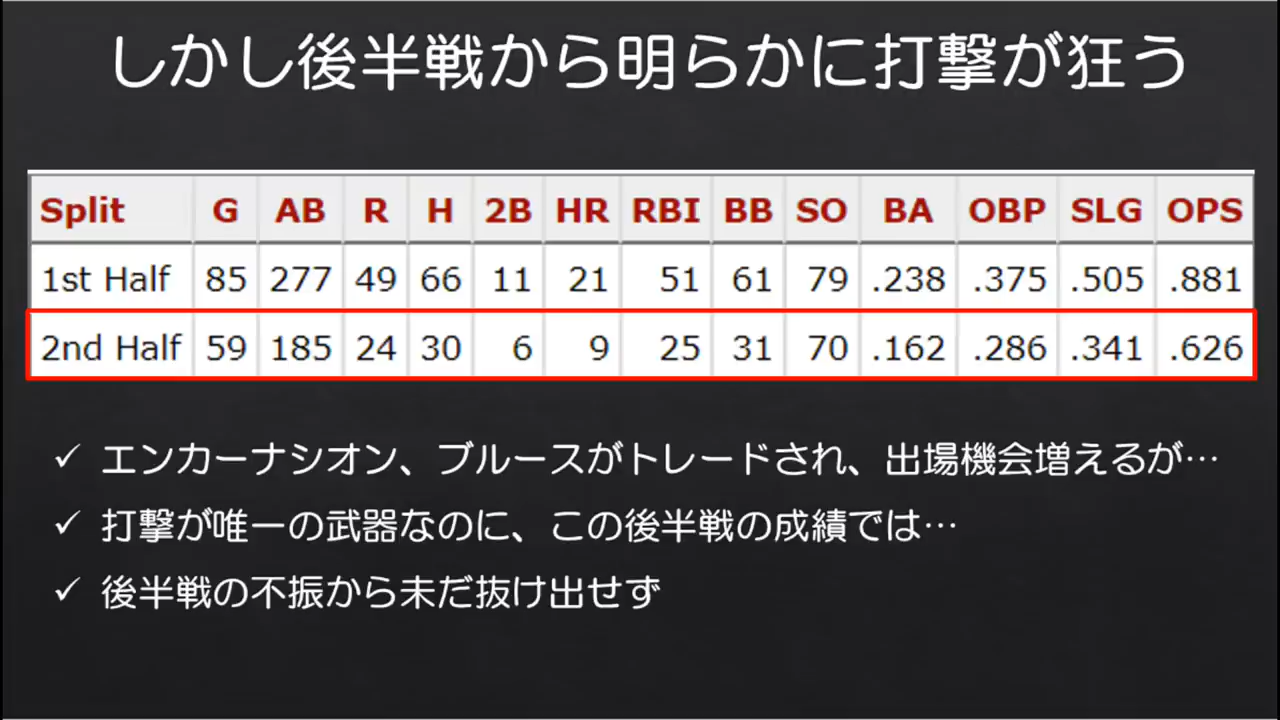 しかし後半戦から明らかに打撃が狂う
Split G AB R H 2B HR RBI BB SO BA OBP SLG OPS
1st Half 85 277 49 66 11 21 51 61 79 .238 .375 .505 .881
2nd Half 59 185 24 30 6 9 25 31 70 .162 .286 .341 .626
✓ エンカーナシオン、ブルースがトレードされ、出場機会増えるが…
✓ 打撃が唯一の武器なのに、この後半戦の成績では…
✓ 後半戦の不振から未だ抜け出せず